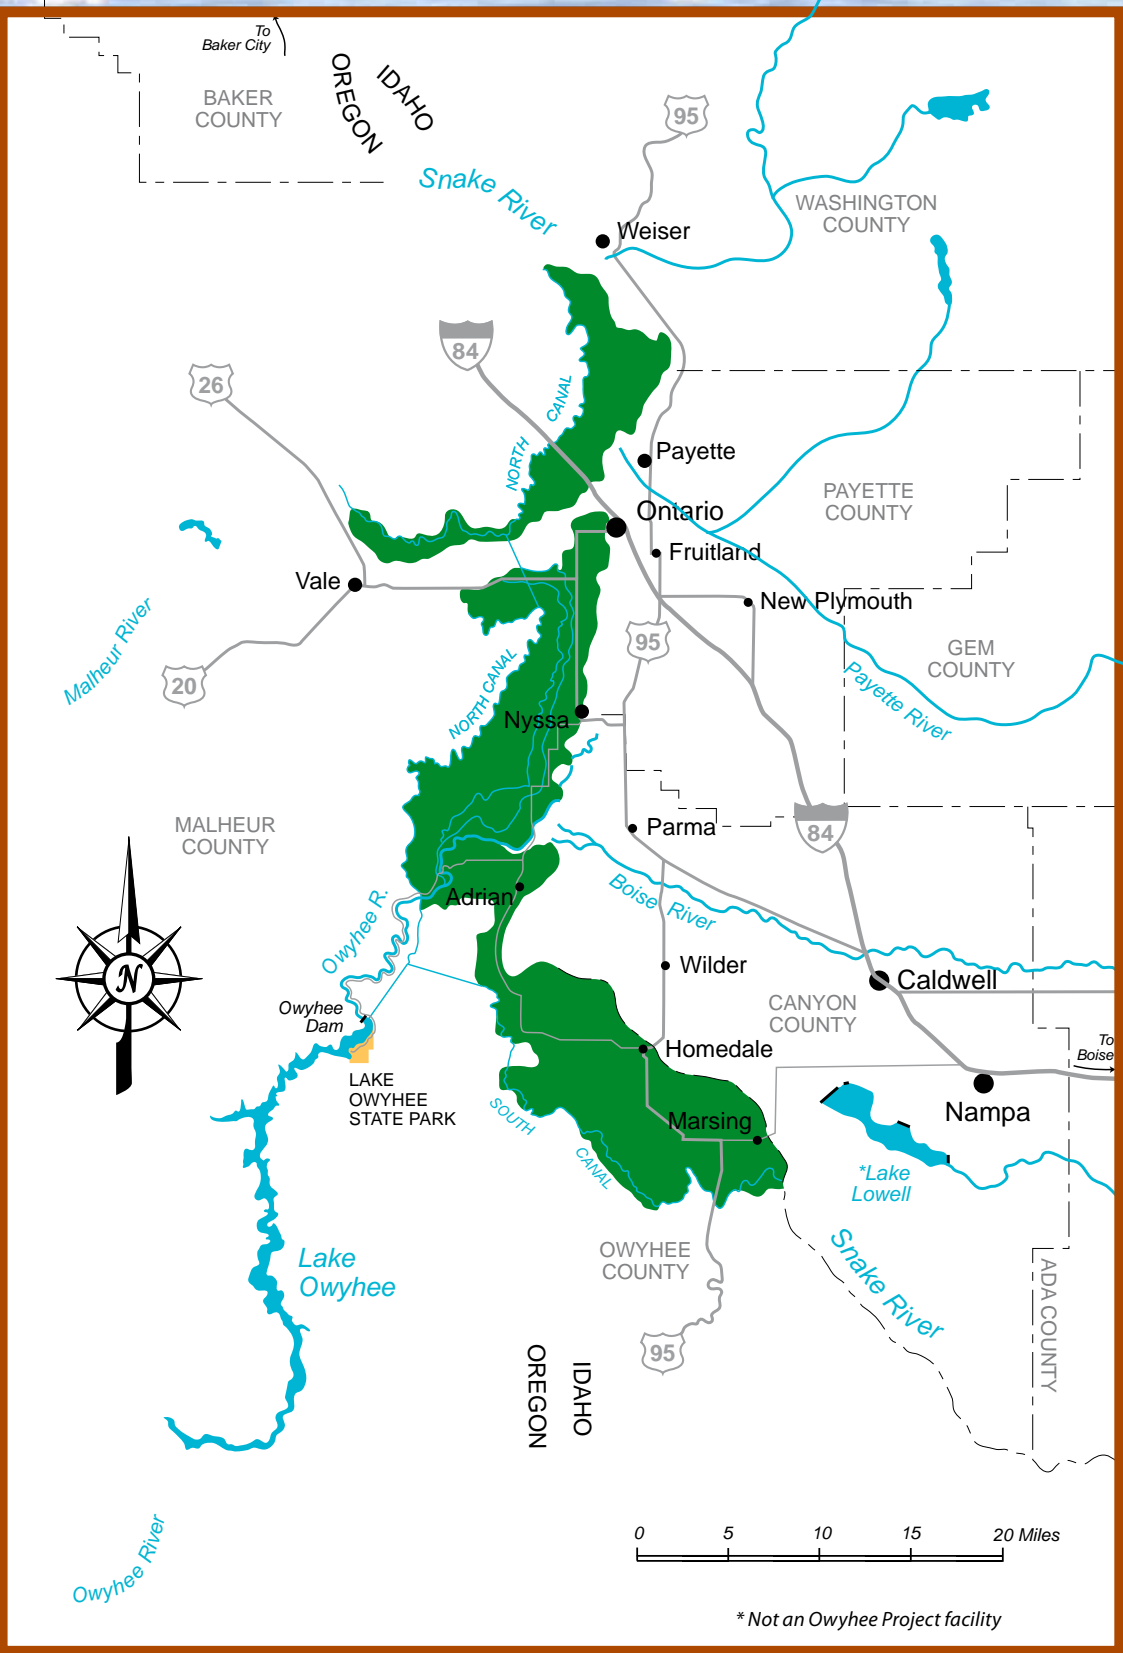 To
Baker City
IDAHO
OREGON
BAKER
COUNTY
95
Snake River
WASHINGTON
COUNTY
Weiser
84
26
CANAL
NORTH
Payette
PAYETTE
COUNTY
Ontario
Fruitland
Vale
New Plymouth
Malheur River
95
GEM
COUNTY
20
NORTH CANAL
Payette River
Nyssa
MALHEUR
COUNTY
Parma
84
Adrian
Boise River
Owyhee R.
N
Wilder
Caldwell
Owyhee
Dam
CANYON
COUNTY
To
Boise
Homedale
LAKE
OWYHEE
STATE PARK
Nampa
SOUTH
CANAL
Marsing
*Lake
Lowell
Lake
Owyhee
OWYHEE
COUNTY
Snake River
ADA COUNTY
95
OREGON
IDAHO
Owyhee River
0 5 10 15 20 Miles
* Not an Owyhee Project facility